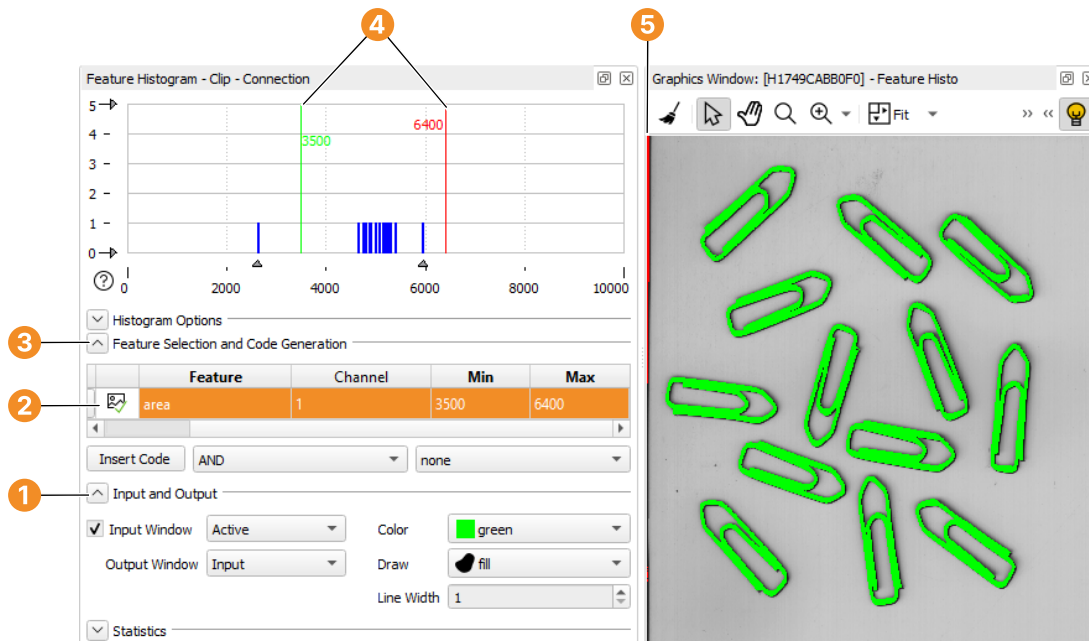 4
5
Feature Histogram - Clip - Connection
Graphics Window: [H1749CABB0F0] - Feature Histo
Fit
5
6400
4
3500
3
2
1
0
0 2000 4000 6000 8000 10000
Histogram Options
3
Feature Selection and Code Generation
Feature Channel Min Max
2
area 1 3500 6400
Insert Code AND none
1
Input and Output
Input Window Active Color green
Output Window Input Draw fill
Line Width 1
Statistics